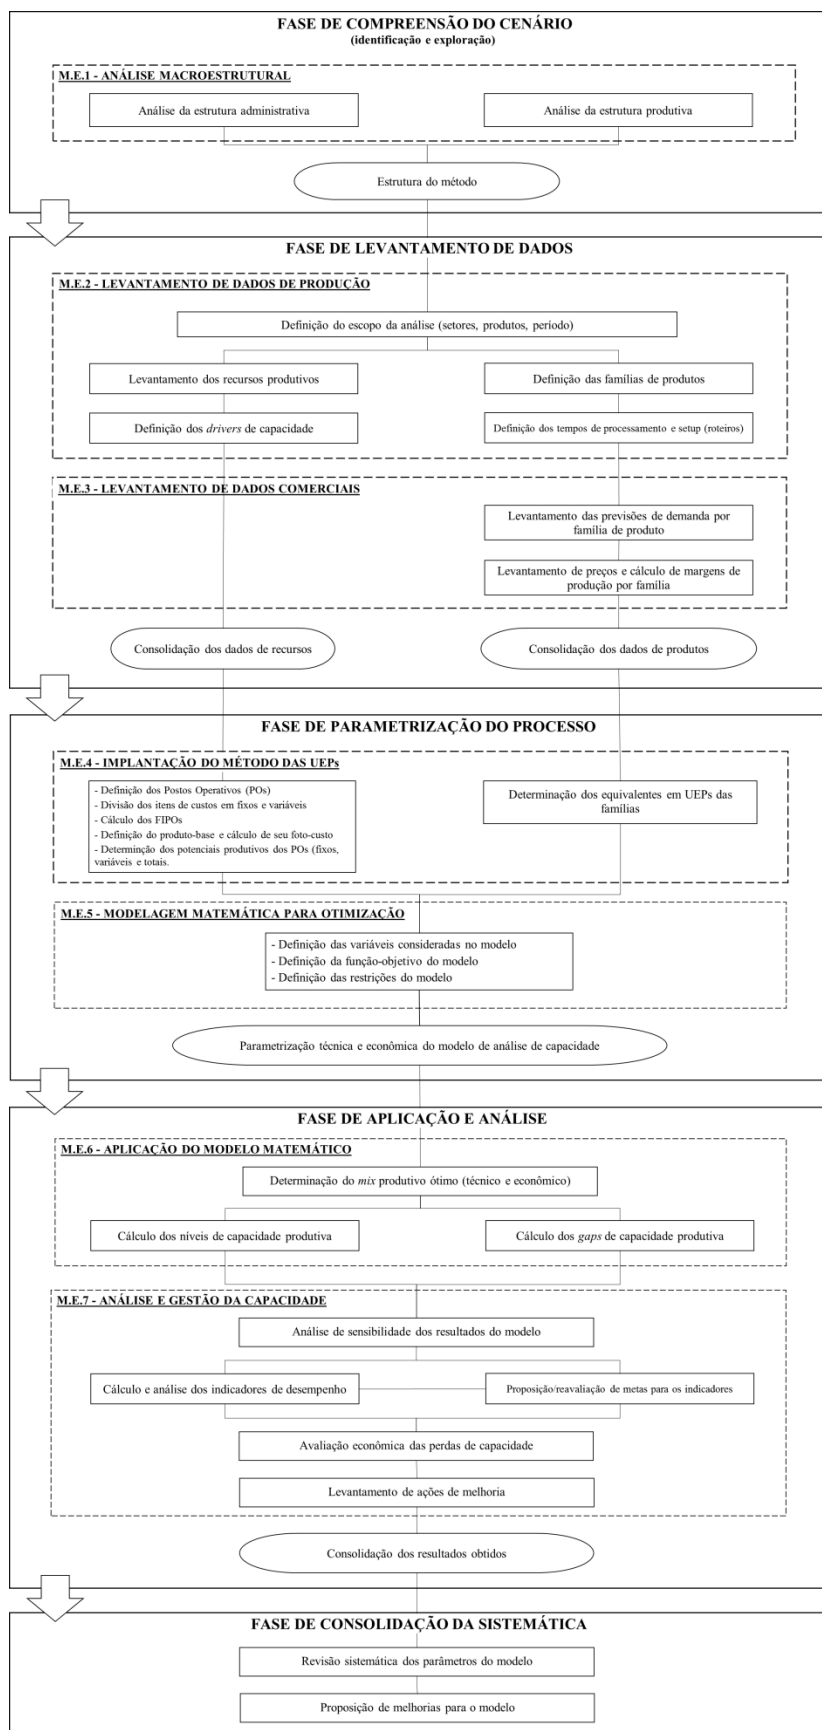 FASE DE COMPREENSÃO DO CENÁRIO
(identificação e exploração)
M.E.1 - ANÁLISE MACROESTRUTURAL
Análise da estrutura administrativa
Análise da estrutura produtiva
Estrutura do método
FASE DE LEVANTAMENTO DE DADOS
M.E.2 - LEVANTAMENTO DE DADOS DE PRODUÇÃO
Definição do escopo da análise (setores, produtos, período)
Levantamento dos recursos produtivos
Definição das famílias de produtos
Definição dos drivers de capacidade
Definição dos tempos de processamento e setup (roteiros)
M.E.3 - LEVANTAMENTO DE DADOS COMERCIAIS
Levantamento das previsões de demanda por
família de produto
Levantamento de preços e cálculo de margens de
produção por família
Consolidação dos dados de recursos
Consolidação dos dados de produtos
FASE DE PARAMETRIZAÇÃO DO PROCESSO
M.E.4 - IMPLANTAÇÃO DO MÉTODO DAS UEPs
- Definição dos Postos Operativos (POs)
- Divisão dos itens de custos em fixos e variáveis
- Cálculo dos FIPOs
- Definição do produto-base e cálculo de seu foto-custo
- Determinção dos potenciais produtivos dos POs (fixos,
variáveis e totais.
Determinação dos equivalentes em UEPs das
famílias
M.E.5 - MODELAGEM MATEMÁTICA PARA OTIMIZAÇÃO
- Definição das variáveis consideradas no modelo
- Definição da função-objetivo do modelo
- Definição das restrições do modelo
Parametrização técnica e econômica do modelo de análise de capacidade
FASE DE APLICAÇÃO E ANÁLISE
M.E.6 - APLICAÇÃO DO MODELO MATEMÁTICO
Determinação do mix produtivo ótimo (técnico e econômico)
Cálculo dos níveis de capacidade produtiva
Cálculo dos gaps de capacidade produtiva
M.E.7 - ANÁLISE E GESTÃO DA CAPACIDADE
Análise de sensibilidade dos resultados do modelo
Cálculo e análise dos indicadores de desempenho
Proposição/reavaliação de metas para os indicadores
Avaliação econômica das perdas de capacidade
Levantamento de ações de melhoria
Consolidação dos resultados obtidos
FASE DE CONSOLIDAÇÃO DA SISTEMÁTICA
Revisão sistemática dos parâmetros do modelo
Proposição de melhorias para o modelo